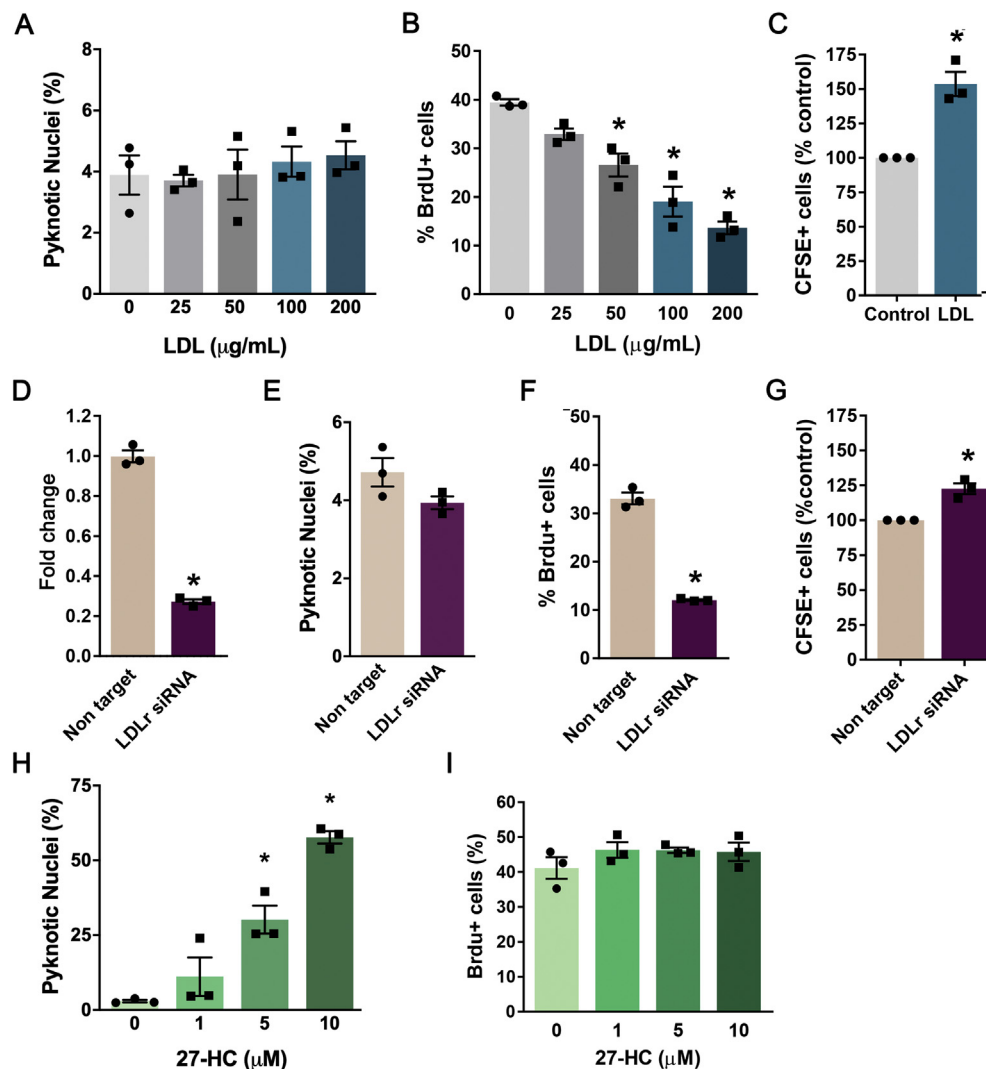 A
Pyknotic Nuclei (%)
8
6
4
2
0
0 25 50 100 200
LDL (μg/mL)
B
% BrdU+ cells
50
40
30
20
10
0
* * *
0 25 50 100 200
LDL (μg/mL)
C
CFSE+ cells (% control)
175
150
125
100
75
50
25
0
*
Control LDL
D
Fold change
1.2
1.0
0.8
0.6
0.4
0.2
0.0
*
Non target
LDLr siRNA
E
Pyknotic Nuclei (%)
6
4
2
0
Non target
LDLr siRNA
F
% Brdu+ cells
50
40
30
20
10
0
*
Non target
LDLr siRNA
G
CFSE+ cells (%control)
175
150
125
100
75
50
25
0
*
Non target
LDLr siRNA
H
Pyknotic Nuclei (%)
75
50
25
0
* *
0 1 5 10
27-HC (μM)
I
Brdu+ cells (%)
60
50
40
30
20
10
0
0 1 5 10
27-HC (μM)